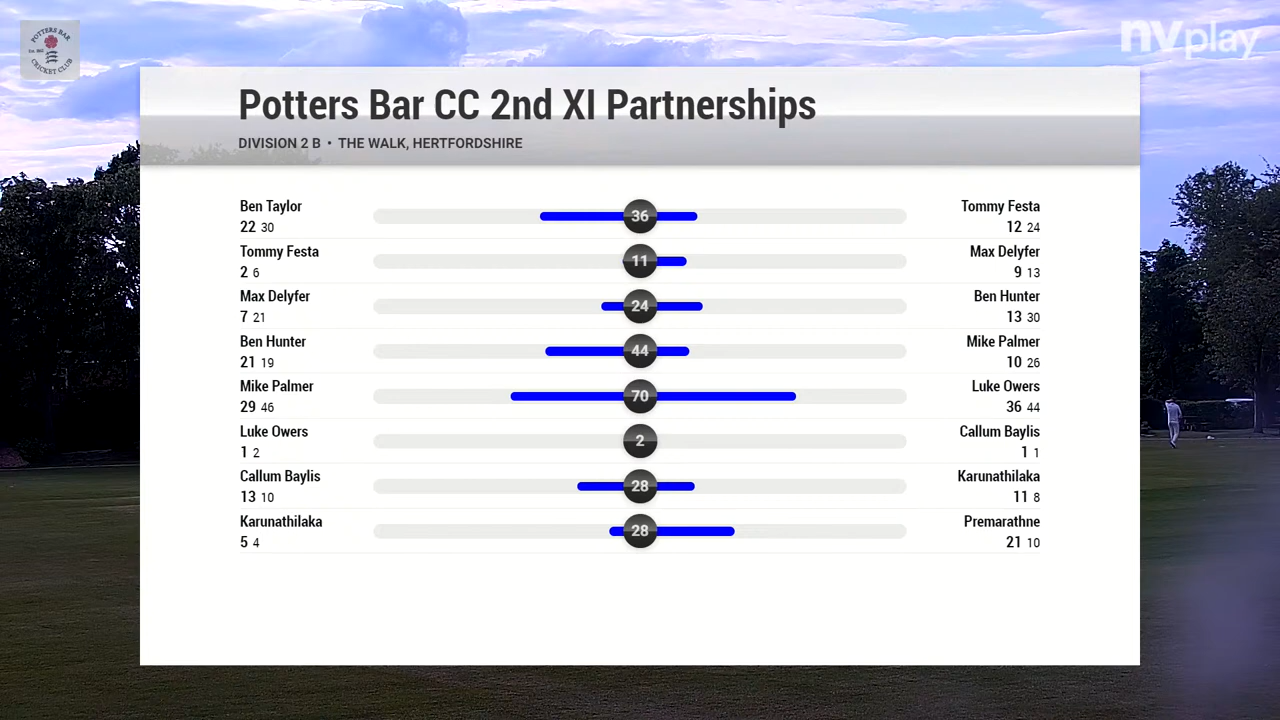 POTTERS BAR
CRICKET CLUB
nvplay
Potters Bar CC 2nd XI Partnerships
DIVISION 2 B • THE WALK, HERTFORDSHIRE
Ben Taylor Tommy Festa
22 30 36 12 24
Tommy Festa Max Delyfer
2 6 11 9 13
Max Delyfer Ben Hunter
7 21 24 13 30
Ben Hunter Mike Palmer
21 19 44 10 26
Mike Palmer Luke Owers
29 46 70 36 44
Luke Owers Callum Baylis
1 2 2 1 1
Callum Baylis Karunathilaka
13 10 28 11 8
Karunathilaka Premarathne
5 4 28 21 10